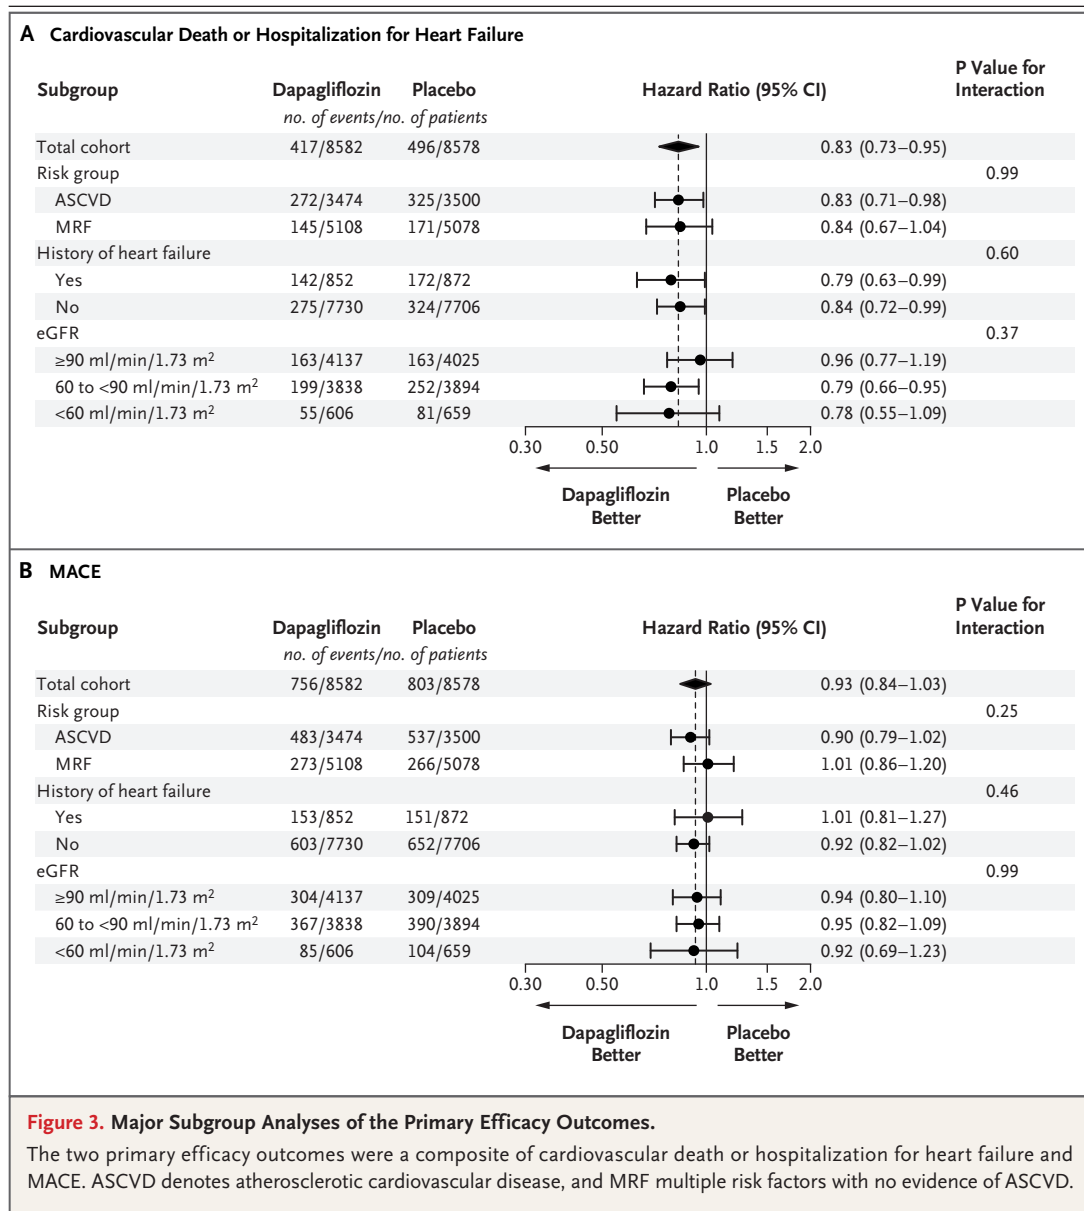 A Cardiovascular Death or Hospitalization for Heart Failure
Subgroup Dapagliflozin Placebo Hazard Ratio (95% CI) P Value for Interaction
no. of events/no. of patients
Total cohort 417/8582 496/8578 0.83 (0.73–0.95)
Risk group 0.99
ASCVD 272/3474 325/3500 0.83 (0.71–0.98)
MRF 145/5108 171/5078 0.84 (0.67–1.04)
History of heart failure 0.60
Yes 142/852 172/872 0.79 (0.63–0.99)
No 275/7730 324/7706 0.84 (0.72–0.99)
eGFR 0.37
≥90 ml/min/1.73 m² 163/4137 163/4025 0.96 (0.77–1.19)
60 to <90 ml/min/1.73 m² 199/3838 252/3894 0.79 (0.66–0.95)
<60 ml/min/1.73 m² 55/606 81/659 0.78 (0.55–1.09)
0.30 0.50 1.0 1.5 2.0
Dapagliflozin Better Placebo Better
B MACE
Subgroup Dapagliflozin Placebo Hazard Ratio (95% CI) P Value for Interaction
no. of events/no. of patients
Total cohort 756/8582 803/8578 0.93 (0.84–1.03)
Risk group 0.25
ASCVD 483/3474 537/3500 0.90 (0.79–1.02)
MRF 273/5108 266/5078 1.01 (0.86–1.20)
History of heart failure 0.46
Yes 153/852 151/872 1.01 (0.81–1.27)
No 603/7730 652/7706 0.92 (0.82–1.02)
eGFR 0.99
≥90 ml/min/1.73 m² 304/4137 309/4025 0.94 (0.80–1.10)
60 to <90 ml/min/1.73 m² 367/3838 390/3894 0.95 (0.82–1.09)
<60 ml/min/1.73 m² 85/606 104/659 0.92 (0.69–1.23)
0.30 0.50 1.0 1.5 2.0
Dapagliflozin Better Placebo Better
Figure 3. Major Subgroup Analyses of the Primary Efficacy Outcomes.
The two primary efficacy outcomes were a composite of cardiovascular death or hospitalization for heart failure and
MACE. ASCVD denotes atherosclerotic cardiovascular disease, and MRF multiple risk factors with no evidence of ASCVD.